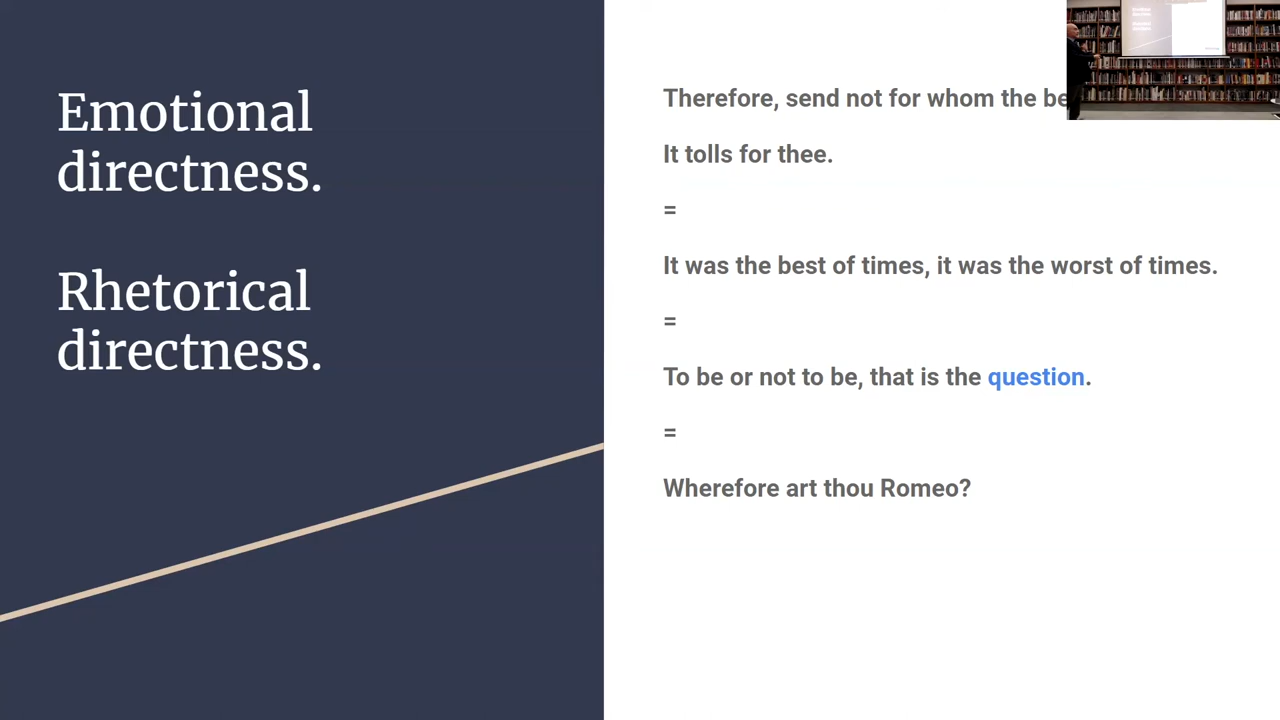 Emotional
directness.
Rhetorical
directness.
Therefore, send not for whom the
It tolls for thee.
=
It was the best of times, it was the worst of times.
=
To be or not to be, that is the question.
=
Wherefore art thou Romeo?